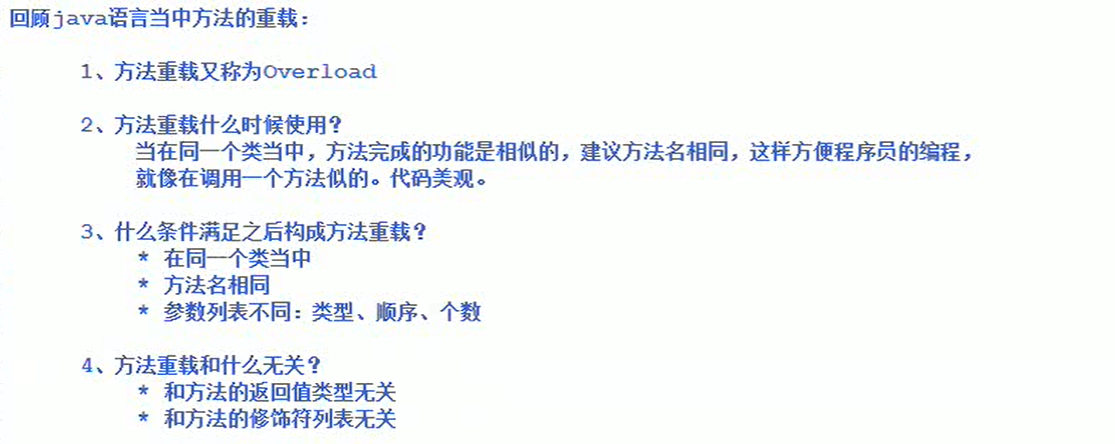 回顾java语言当中方法的重载：
1、方法重载又称为Overload
2、方法重载什么时候使用？
当在同一个类当中，方法完成的功能是相似的，建议方法名相同，这样方便程序员的编程，
就像在调用一个方法似的。代码美观。
3、什么条件满足之后构成方法重载？
* 在同一个类当中
* 方法名相同
* 参数列表不同：类型、顺序、个数
4、方法重载和什么无关？
* 和方法的返回值类型无关
* 和方法的修饰符列表无关